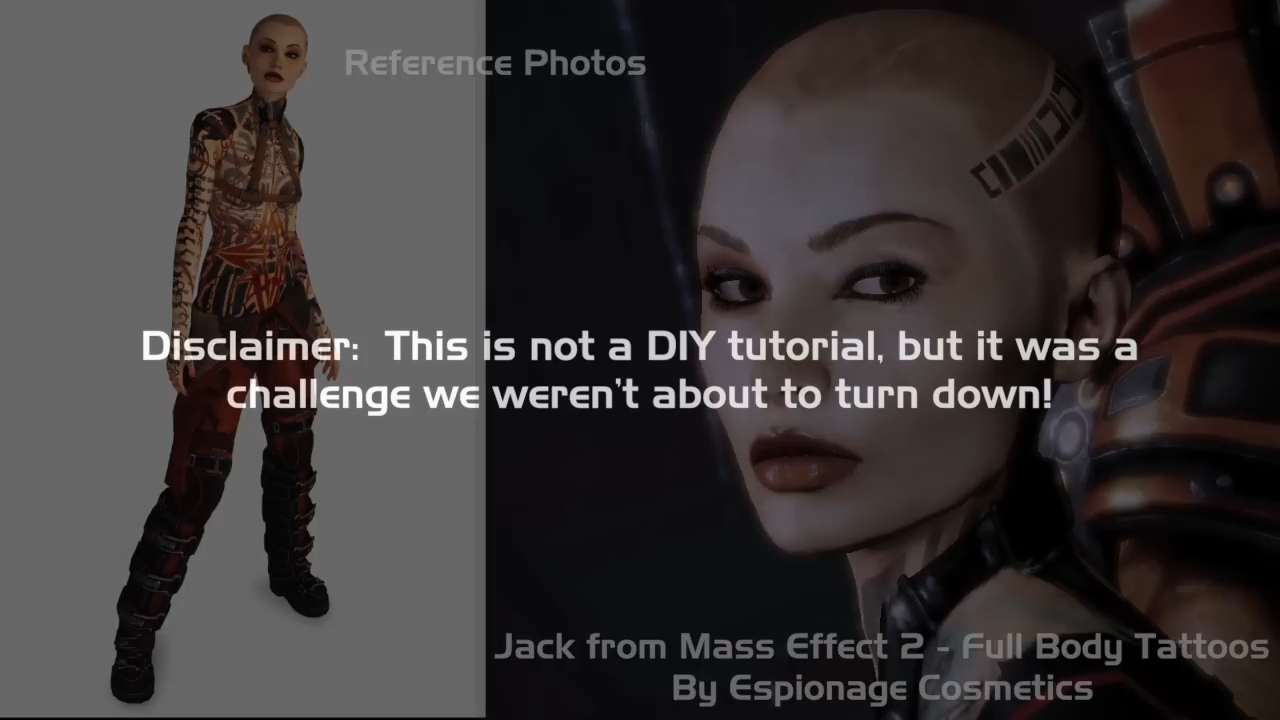 Reference Photos
Disclaimer:  This is not a DIY tutorial, but it was a
challenge we weren't about to turn down!
Jack from Mass Effect 2 - Full Body Tattoos
By Espionage Cosmetics